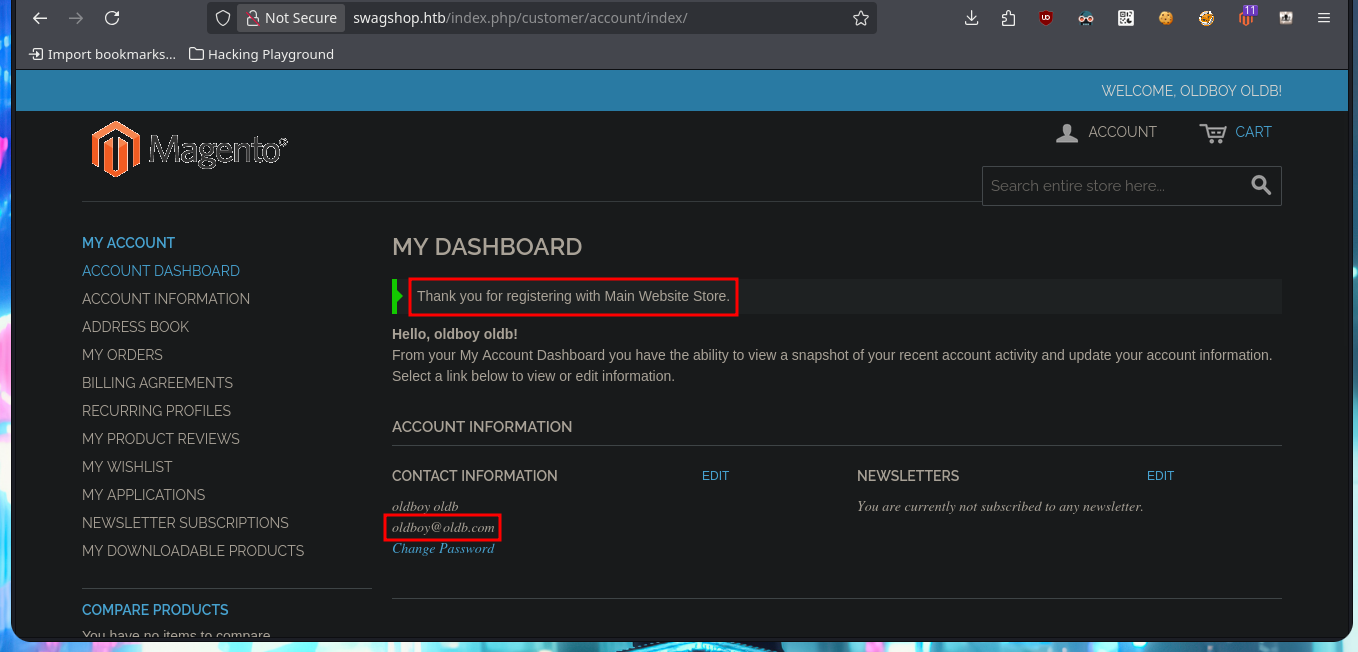 Not Secure swagshop.htb/index.php/customer/account/index/ 11
Import bookmarks... Hacking Playground
WELCOME, OLDBOY OLDB!
Magento
ACCOUNT CART
Search entire store here...
MY ACCOUNT
ACCOUNT DASHBOARD
ACCOUNT INFORMATION
ADDRESS BOOK
MY ORDERS
BILLING AGREEMENTS
RECURRING PROFILES
MY PRODUCT REVIEWS
MY WISHLIST
MY APPLICATIONS
NEWSLETTER SUBSCRIPTIONS
MY DOWNLOADABLE PRODUCTS
COMPARE PRODUCTS
You have no items to compare
MY DASHBOARD
Thank you for registering with Main Website Store.
Hello, oldboy oldb!
From your My Account Dashboard you have the ability to view a snapshot of your recent account activity and update your account information.
Select a link below to view or edit information.
ACCOUNT INFORMATION
CONTACT INFORMATION EDIT
oldboy oldb
oldboy@oldb.com
Change Password
NEWSLETTERS EDIT
You are currently not subscribed to any newsletter.